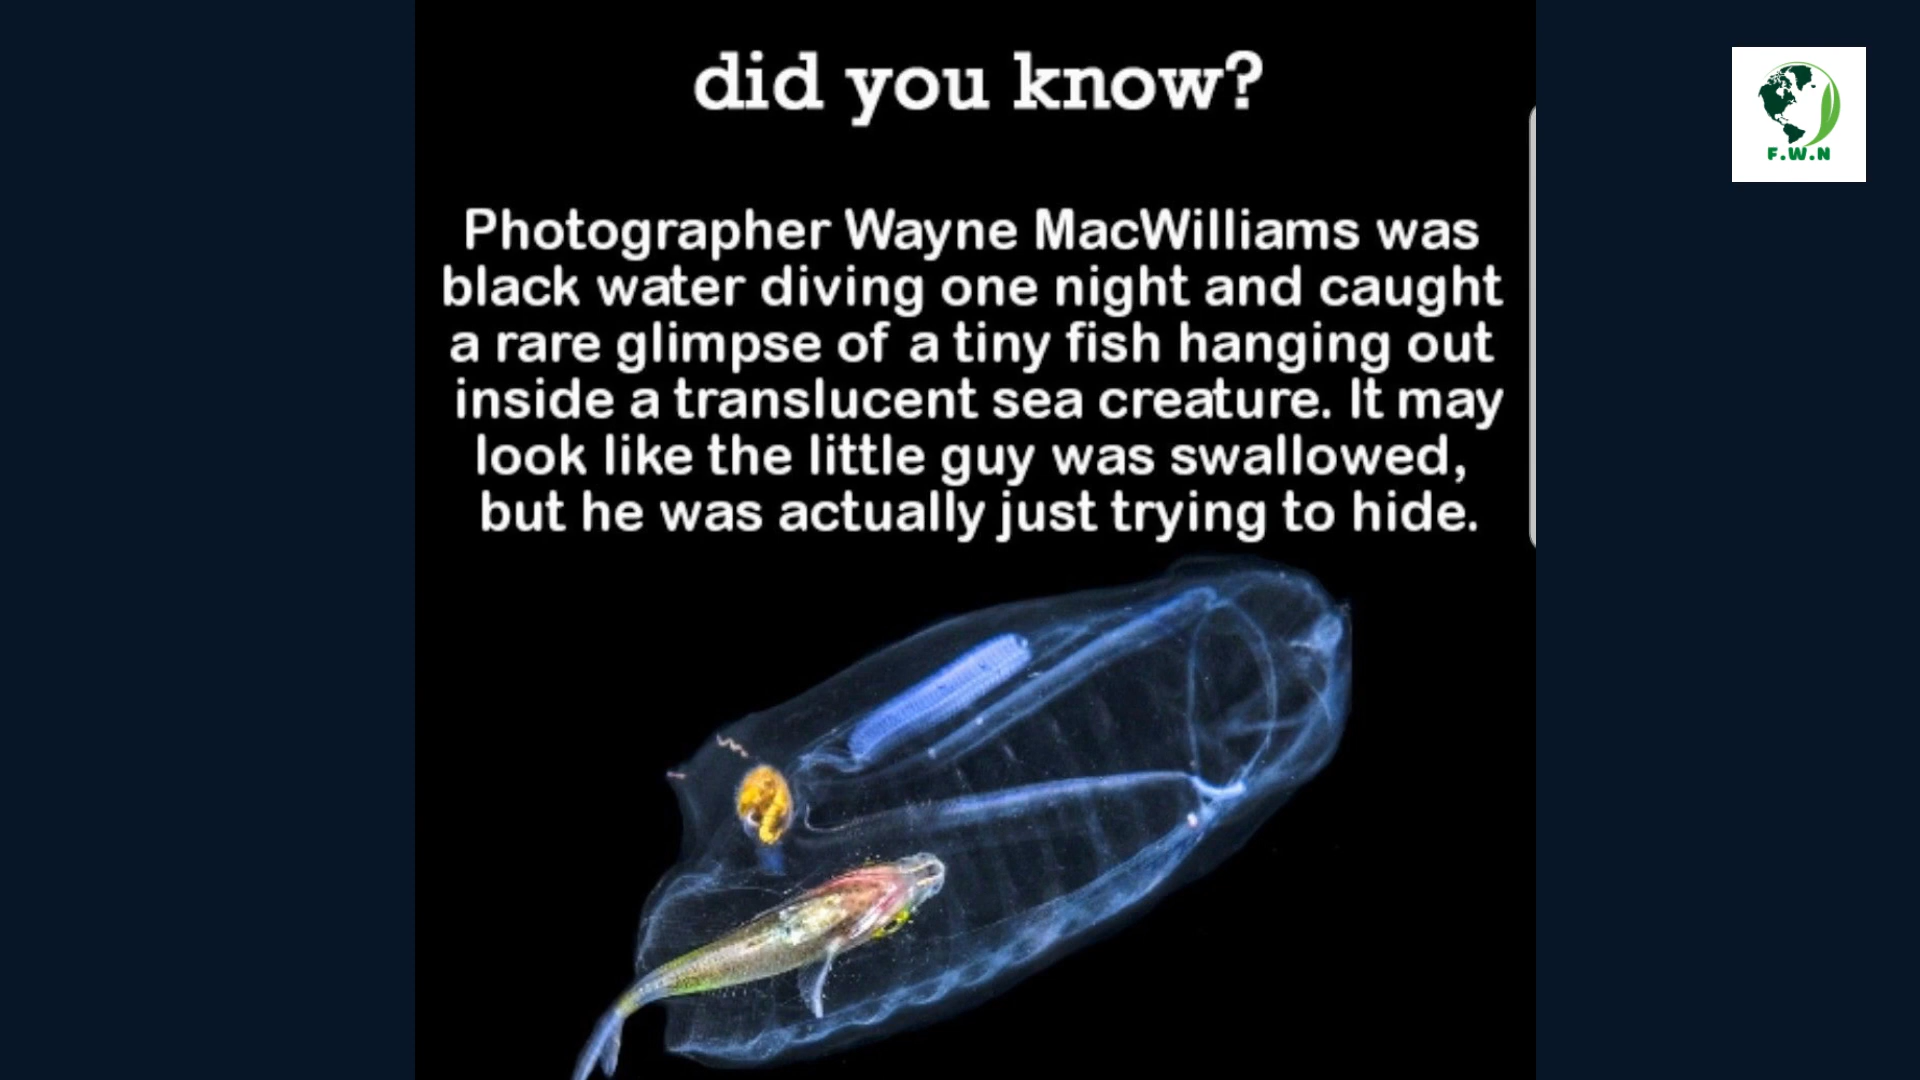 did you know?
Photographer Wayne MacWilliams was
black water diving one night and caught
a rare glimpse of a tiny fish hanging out
inside a translucent sea creature. It may
look like the little guy was swallowed,
but he was actually just trying to hide.
F.W.N